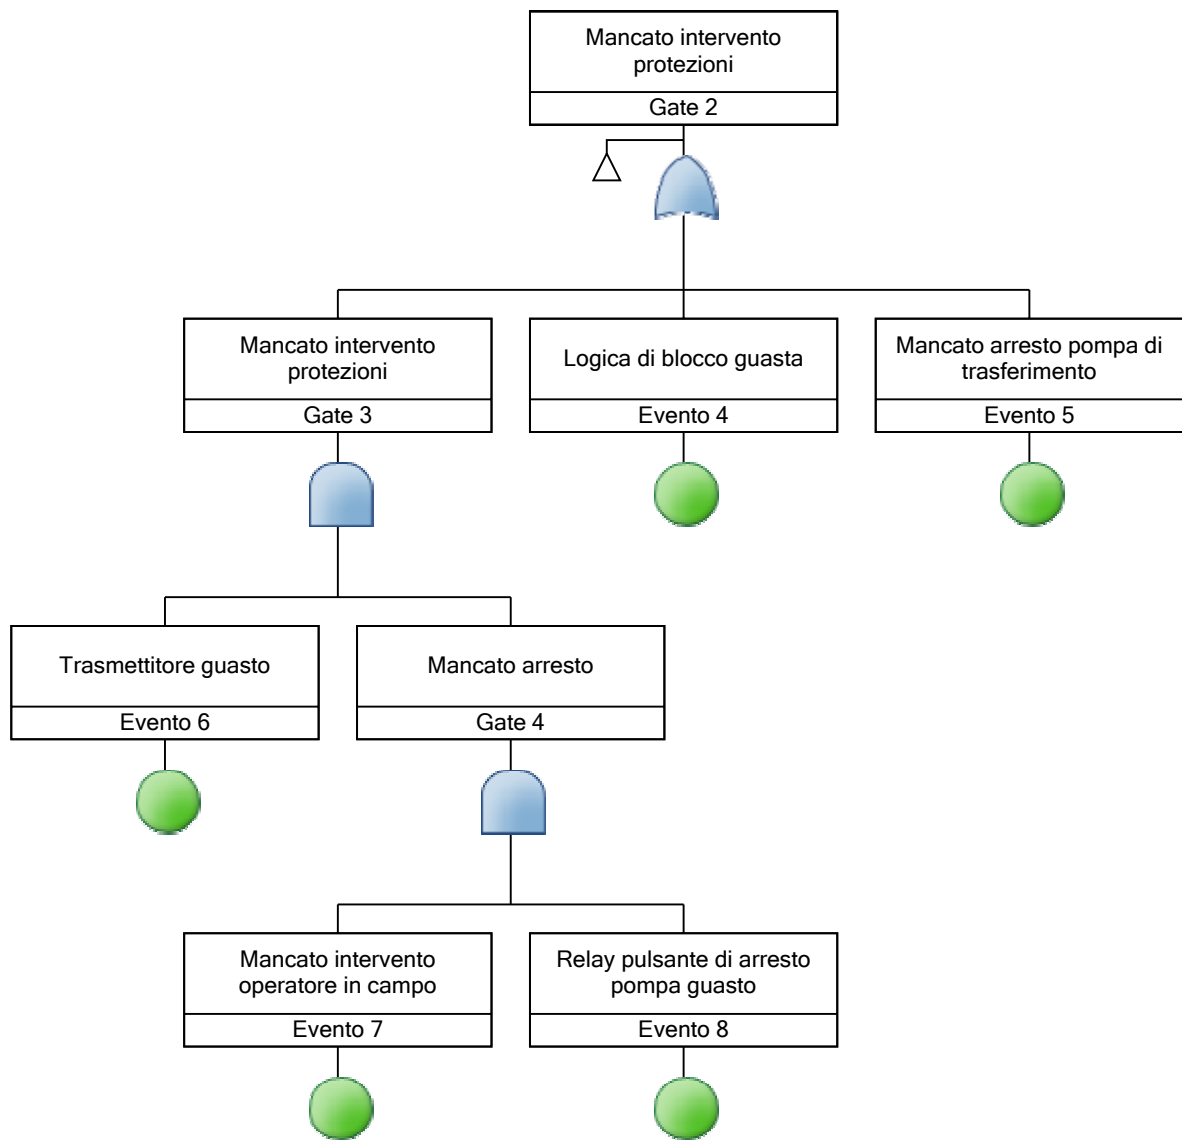 Mancato intervento
protezioni
Gate 2
Mancato intervento
protezioni
Gate 3
Logica di blocco guasta
Evento 4
Mancato arresto pompa di
trasferimento
Evento 5
Trasmettitore guasto
Evento 6
Mancato arresto
Gate 4
Mancato intervento
operatore in campo
Evento 7
Relay pulsante di arresto
pompa guasto
Evento 8